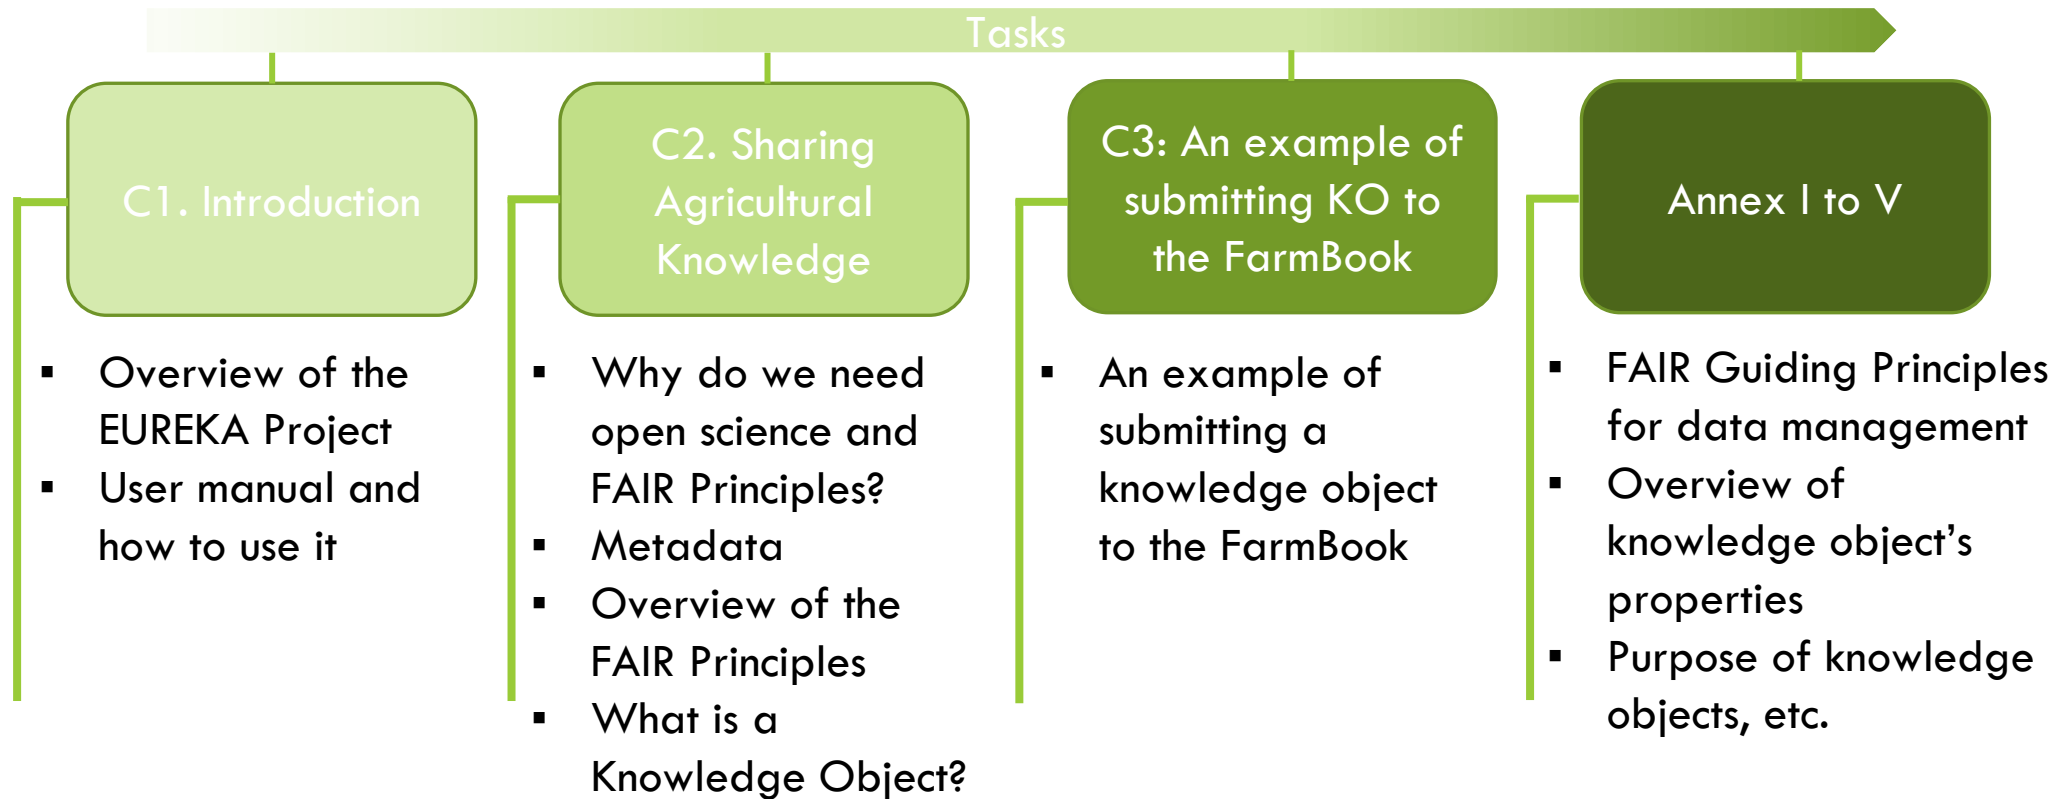 Tasks
C1. Introduction
▪ Overview of the
EUREKA Project
▪ User manual and
how to use it
C2. Sharing
Agricultural
Knowledge
▪ Why do we need
open science and
FAIR Principles?
▪ Metadata
▪ Overview of the
FAIR Principles
▪ What is a
Knowledge Object?
C3: An example of
submitting KO to
the FarmBook
▪ An example of
submitting a
knowledge object
to the FarmBook
Annex I to V
▪ FAIR Guiding Principles
for data management
▪ Overview of
knowledge object’s
properties
▪ Purpose of knowledge
objects, etc.